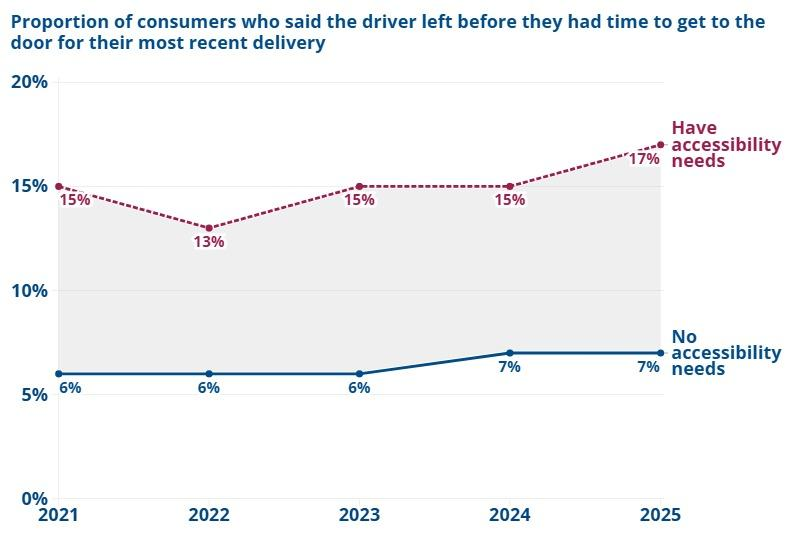 Proportion of consumers who said the driver left before they had time to get to the
door for their most recent delivery
20%
15%
10%
5%
0%
15%
13%
15%
15%
17%
Have
accessibility
needs
6%
6%
6%
7%
7%
No
accessibility
needs
2021
2022
2023
2024
2025